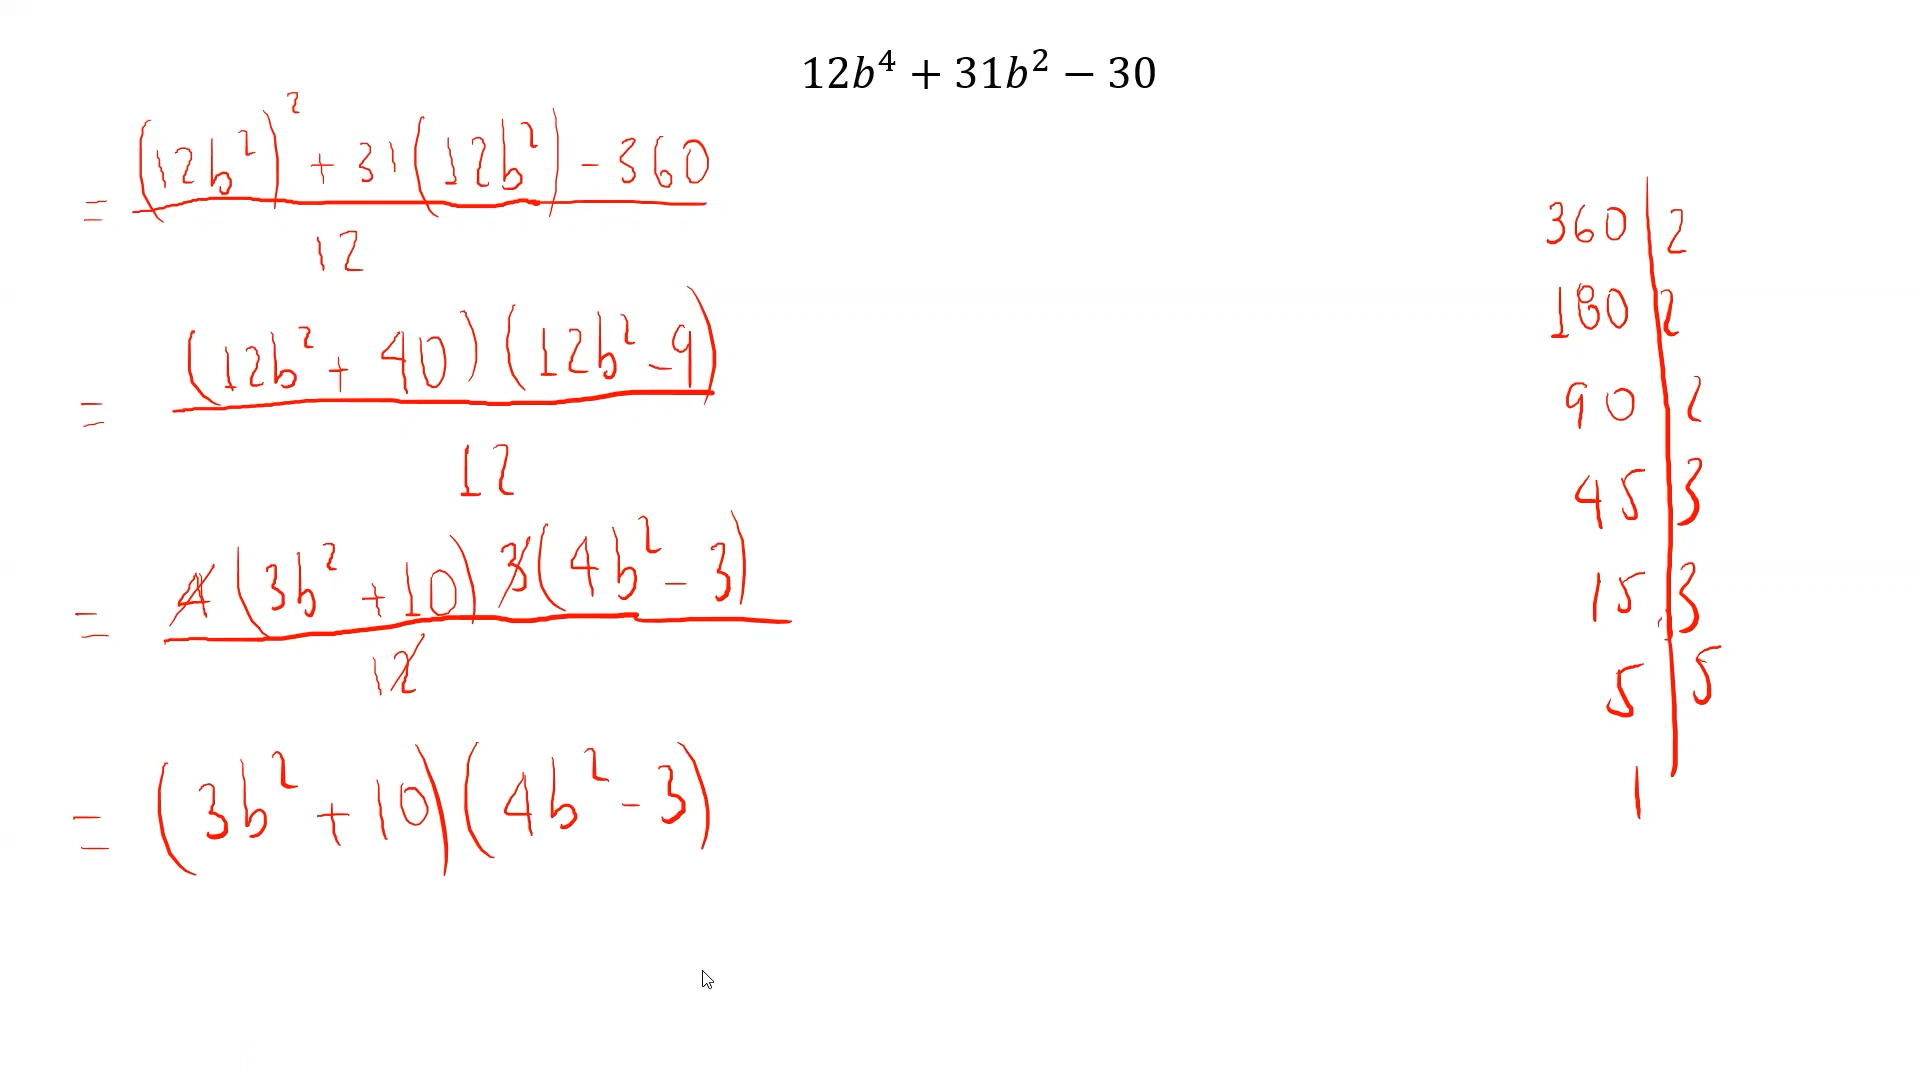 12b⁴ + 31b² − 30
= (12b²)² + 31(12b²) − 360
12
= (12b² + 40)(12b² − 9)
12
= 4(3b² + 10) 3(4b² − 3)
12
= (3b² + 10)(4b² − 3)
360 | 2
180 | 2
90 | 2
45 | 3
15 | 3
5 | 5
1